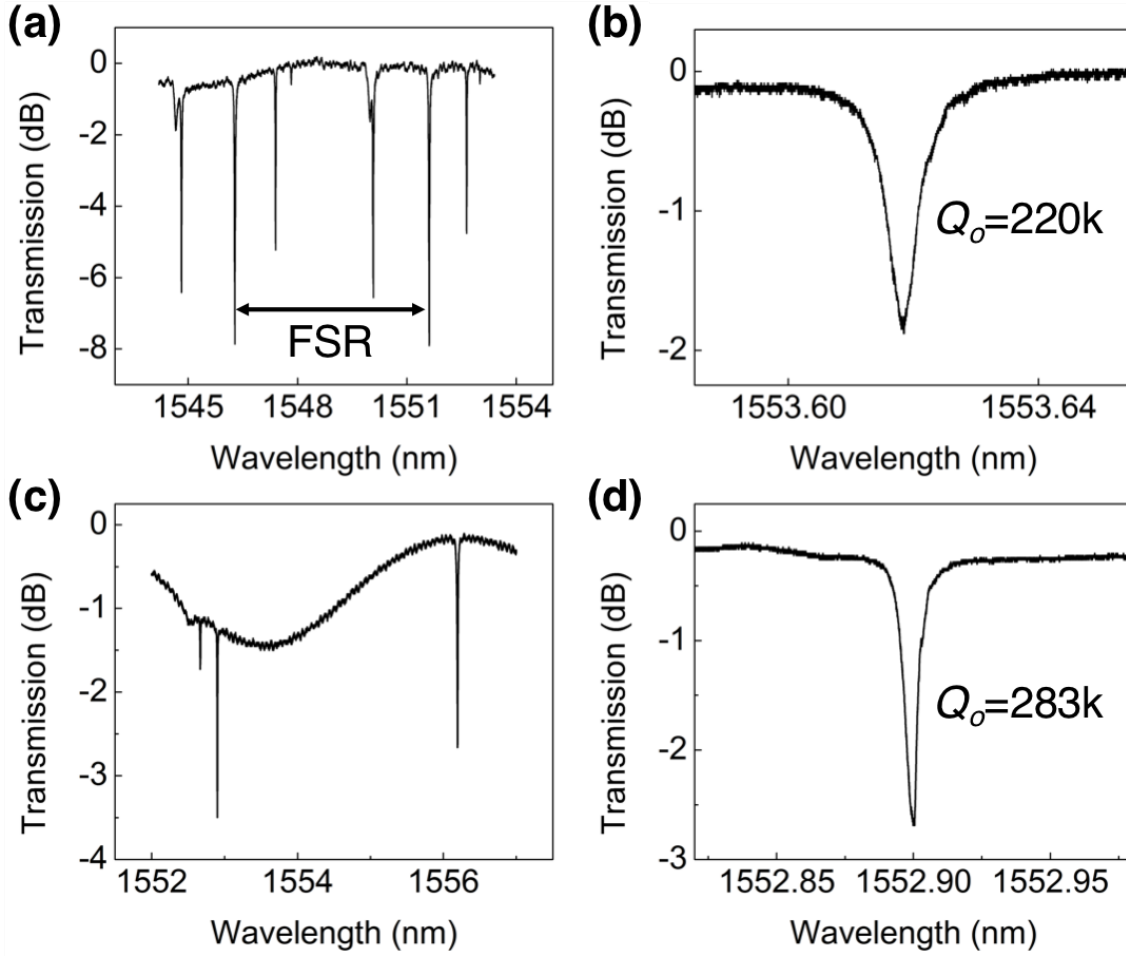 (a)
0
-2
-4
-6
-8
Transmission (dB)
FSR
1545 1548 1551 1554
Wavelength (nm)
(b)
0
-1
-2
Transmission (dB)
Qo=220k
1553.60 1553.64
Wavelength (nm)
(c)
0
-1
-2
-3
-4
Transmission (dB)
1552 1554 1556
Wavelength (nm)
(d)
0
-1
-2
-3
Transmission (dB)
Qo=283k
1552.85 1552.90 1552.95
Wavelength (nm)